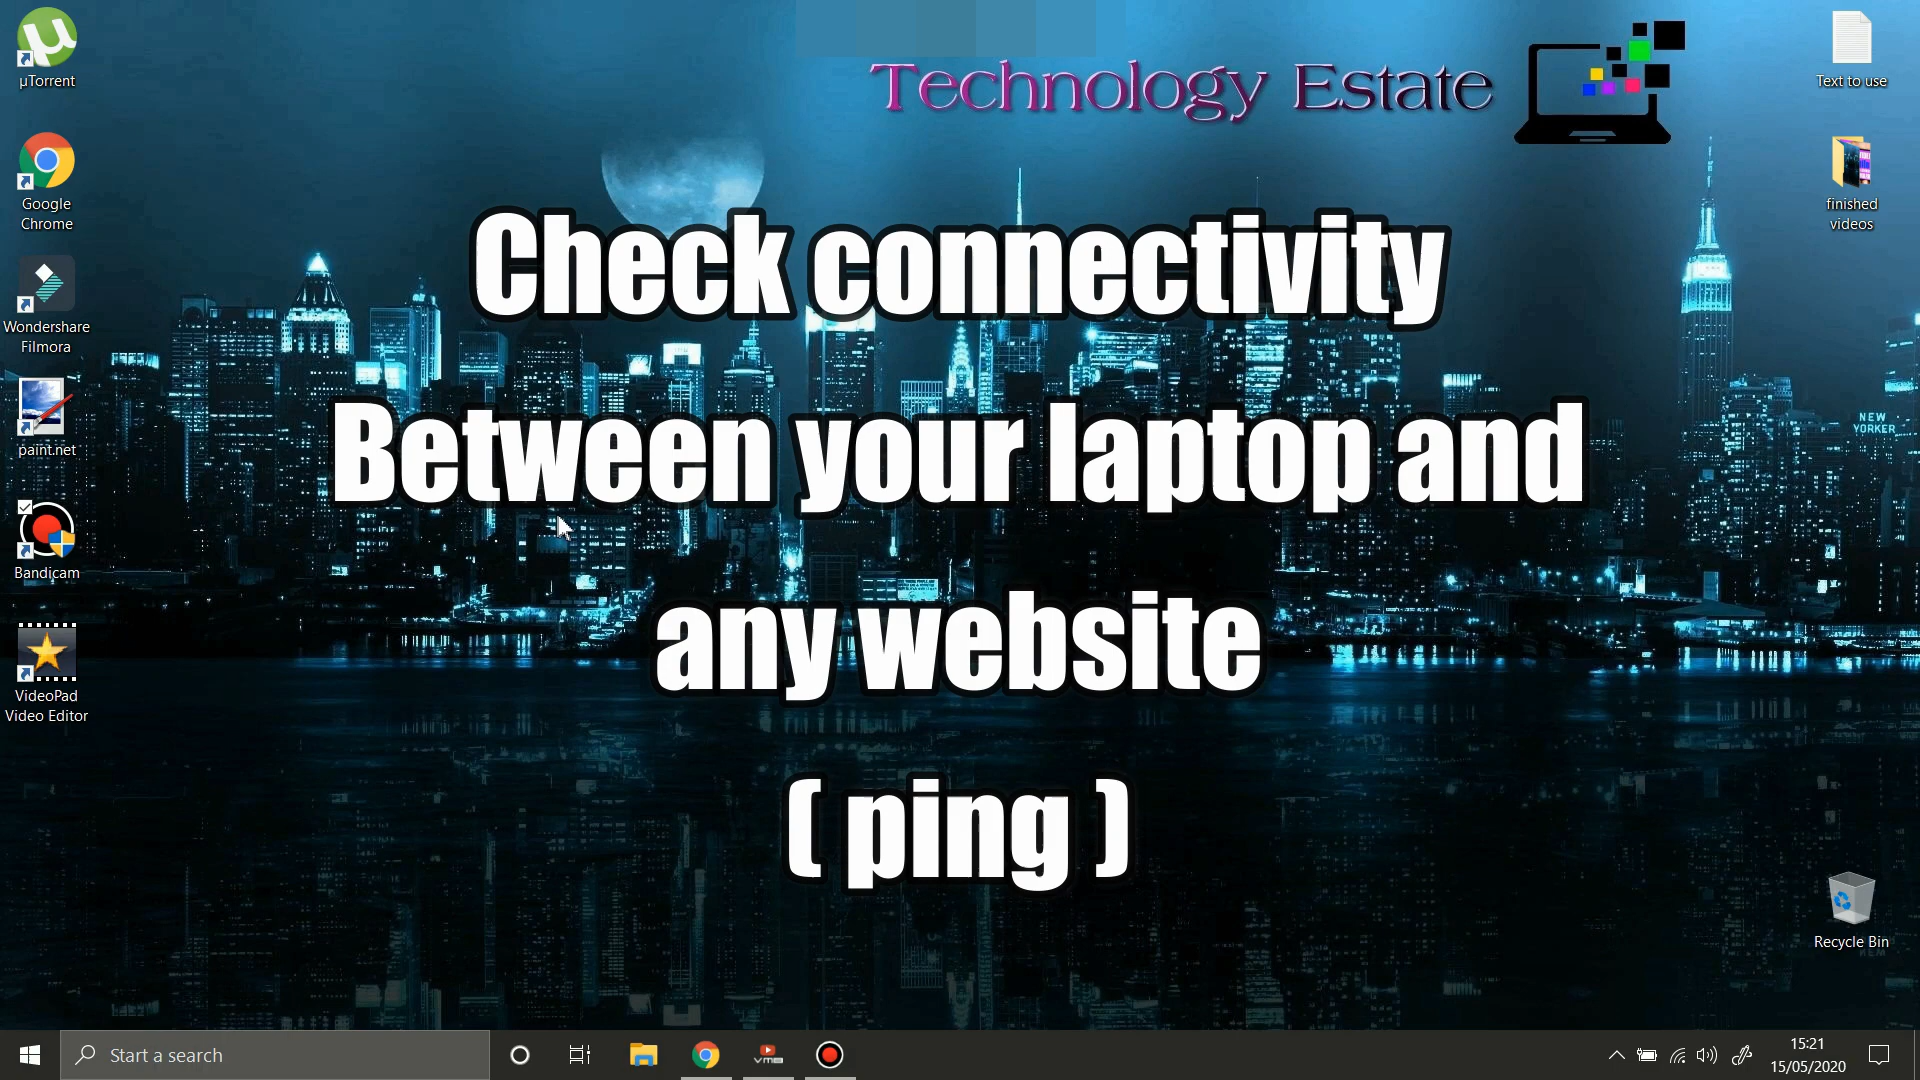 Technology Estate
Check connectivity
Between your laptop and
any website
( ping )
µTorrent
Google
Chrome
Wondershare
Filmora
paint.net
Bandicam
VideoPad
Video Editor
Text to use
finished
videos
NEW
YORKER
Recycle Bin
Start a search
vmb
15:21
15/05/2020